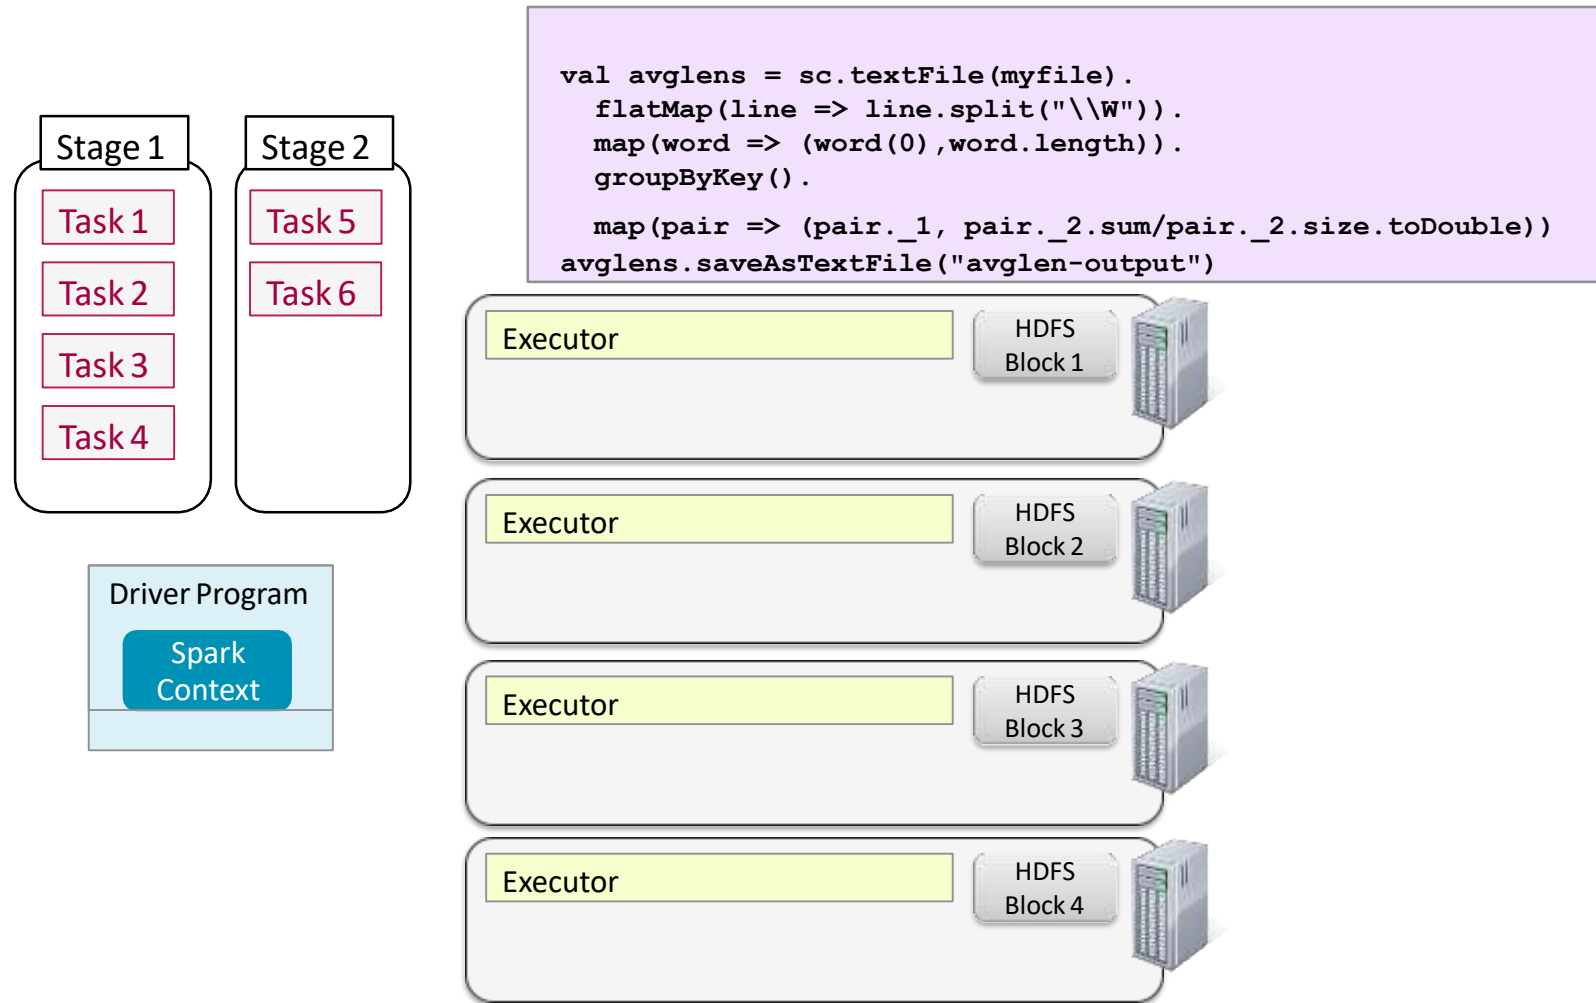 val avglens = sc.textFile(myfile).
flatMap(line => line.split("\\W")).
map(word => (word(0),word.length)).
groupByKey().
map(pair => (pair._1, pair._2.sum/pair._2.size.toDouble))
avglens.saveAsTextFile("avglen-output")
Stage 1
Task 1
Task 2
Task 3
Task 4
Stage 2
Task 5
Task 6
Driver Program
Spark
Context
Executor
HDFS
Block 1
Executor
HDFS
Block 2
Executor
HDFS
Block 3
Executor
HDFS
Block 4